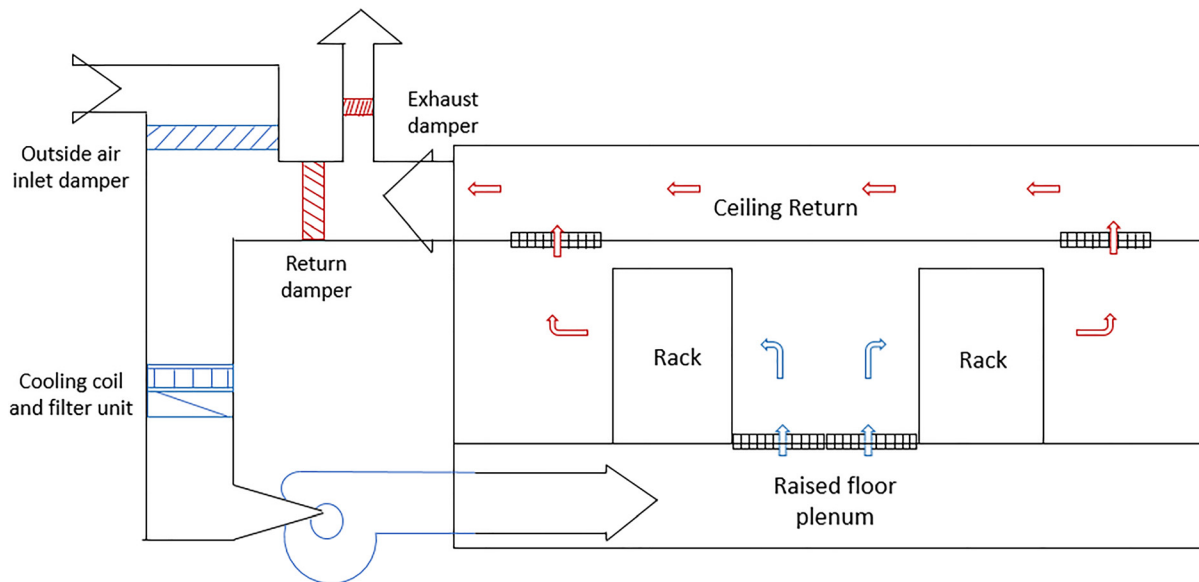 Outside air
inlet damper
Exhaust
damper
Return
damper
Ceiling Return
Cooling coil
and filter unit
Rack
Rack
Raised floor
plenum